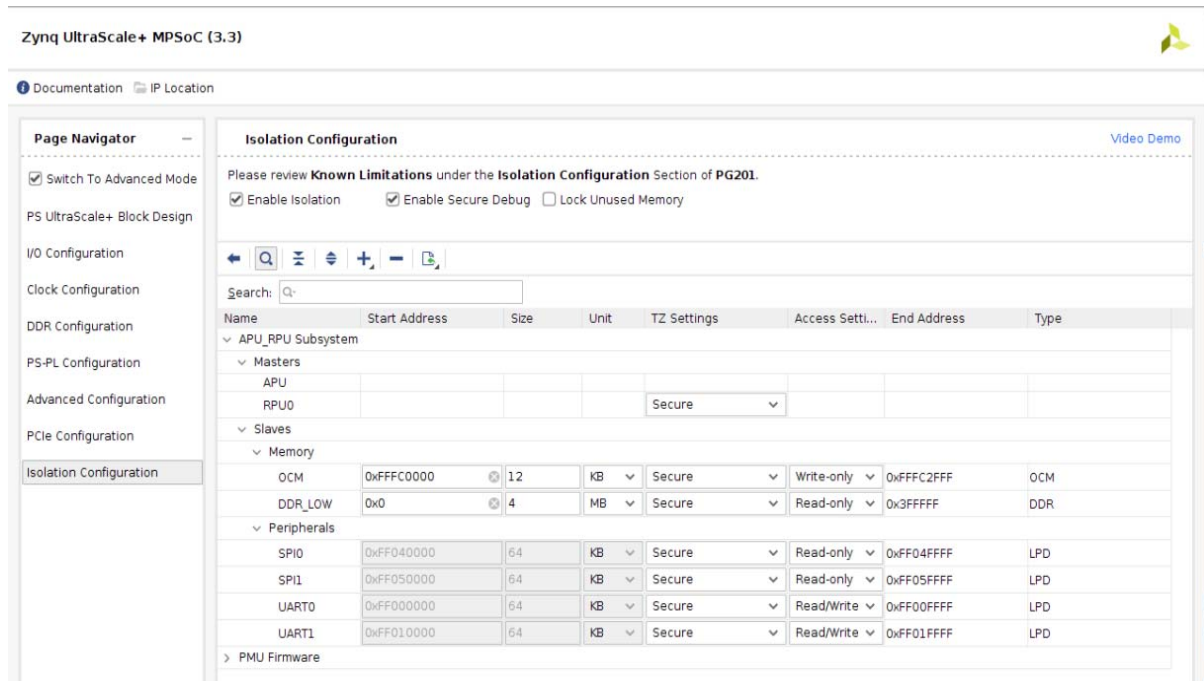 Zynq UltraScale+ MPSoC (3.3)
Documentation IP Location
Page Navigator
Switch To Advanced Mode
PS UltraScale+ Block Design
I/O Configuration
Clock Configuration
DDR Configuration
PS-PL Configuration
Advanced Configuration
PCIe Configuration
Isolation Configuration
Isolation Configuration Video Demo
Please review Known Limitations under the Isolation Configuration Section of PG201.
Enable Isolation Enable Secure Debug Lock Unused Memory
Search:
Name Start Address Size Unit TZ Settings Access Setti... End Address Type
APU_RPU Subsystem
Masters
APU
RPU0 Secure
Slaves
Memory
OCM 0xFFFC0000 12 KB Secure Write-only 0xFFFC2FFF OCM
DDR_LOW 0x0 4 MB Secure Read-only 0x3FFFFF DDR
Peripherals
SPI0 0xFF040000 64 KB Secure Read-only 0xFF04FFFF LPD
SPI1 0xFF050000 64 KB Secure Read-only 0xFF05FFFF LPD
UART0 0xFF000000 64 KB Secure Read/Write 0xFF00FFFF LPD
UART1 0xFF010000 64 KB Secure Read/Write 0xFF01FFFF LPD
PMU Firmware